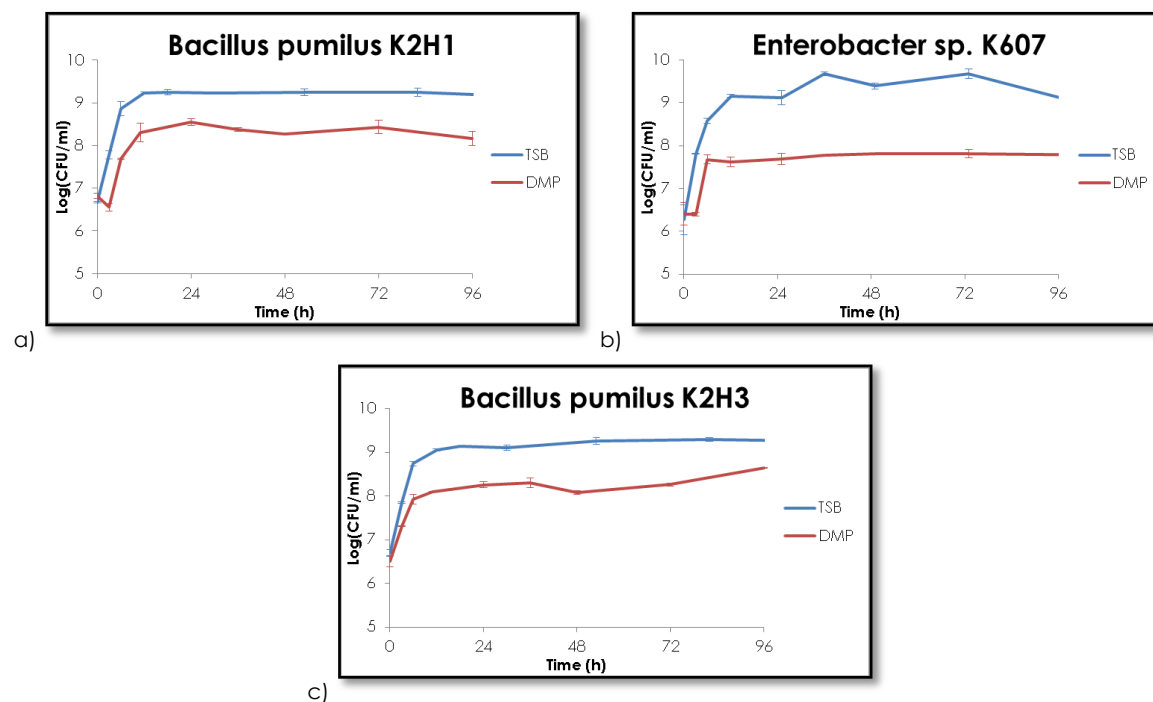 Bacillus pumilus K2H1
10
9
8
7
6
5
Log(CFU/ml)
0 24 48 72 96
Time (h)
TSB
DMP
a)
Enterobacter sp. K607
10
9
8
7
6
5
Log(CFU/ml)
0 24 48 72 96
Time (h)
TSB
DMP
b)
Bacillus pumilus K2H3
10
9
8
7
6
5
Log(CFU/ml)
0 24 48 72 96
Time (h)
TSB
DMP
c)